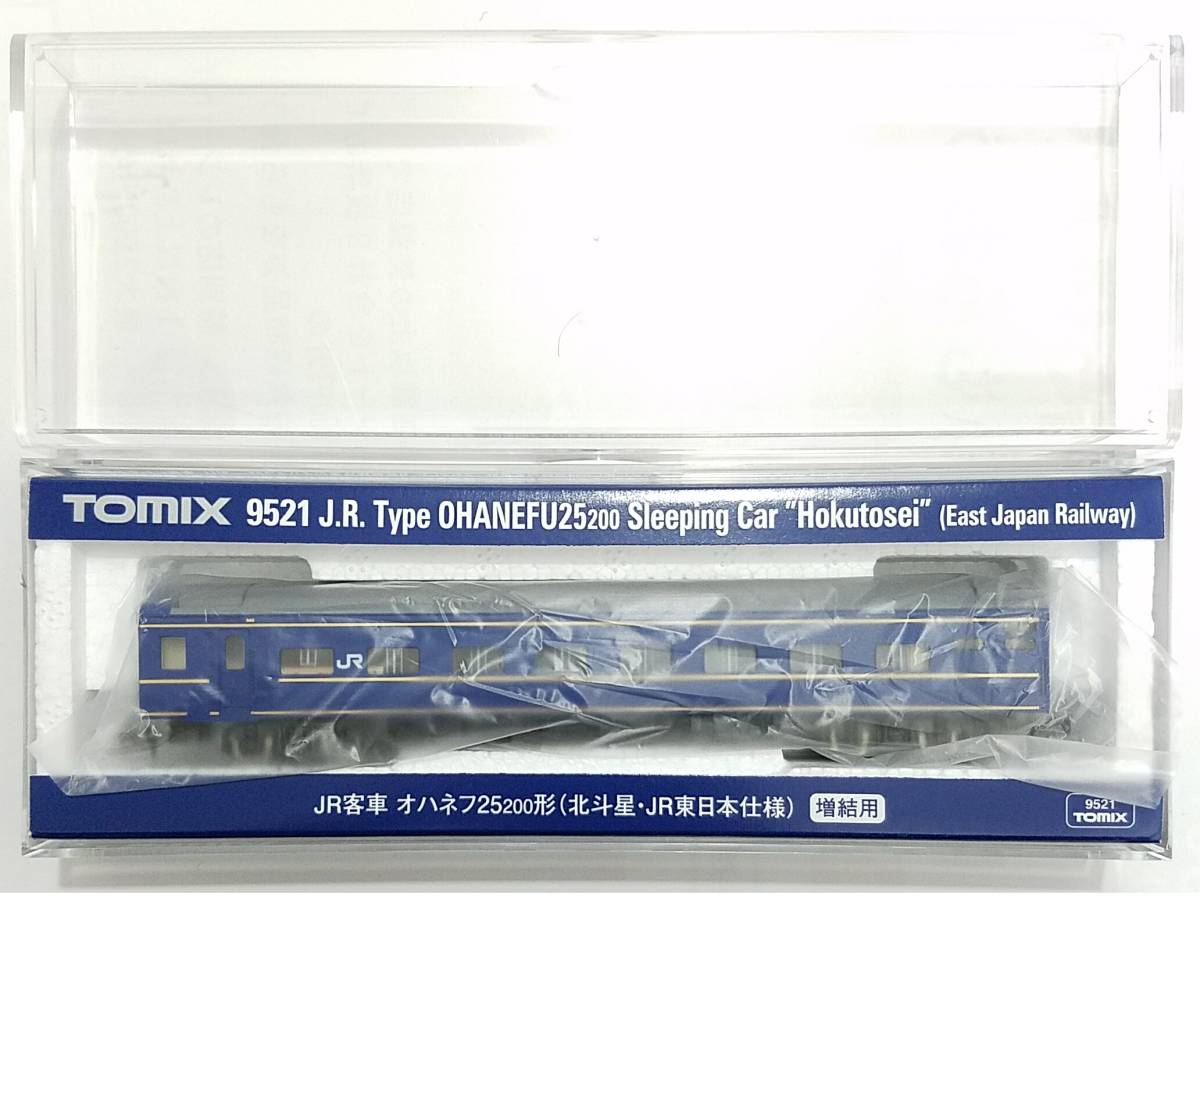 TOMIX 9521 J.R. Type OHANEFU25200 Sleeping Car "Hokutosei" (East Japan Railway)
JR
JR客車 オハネフ25200形(北斗星・JR東日本仕様) 増結用
9521
TOMIX